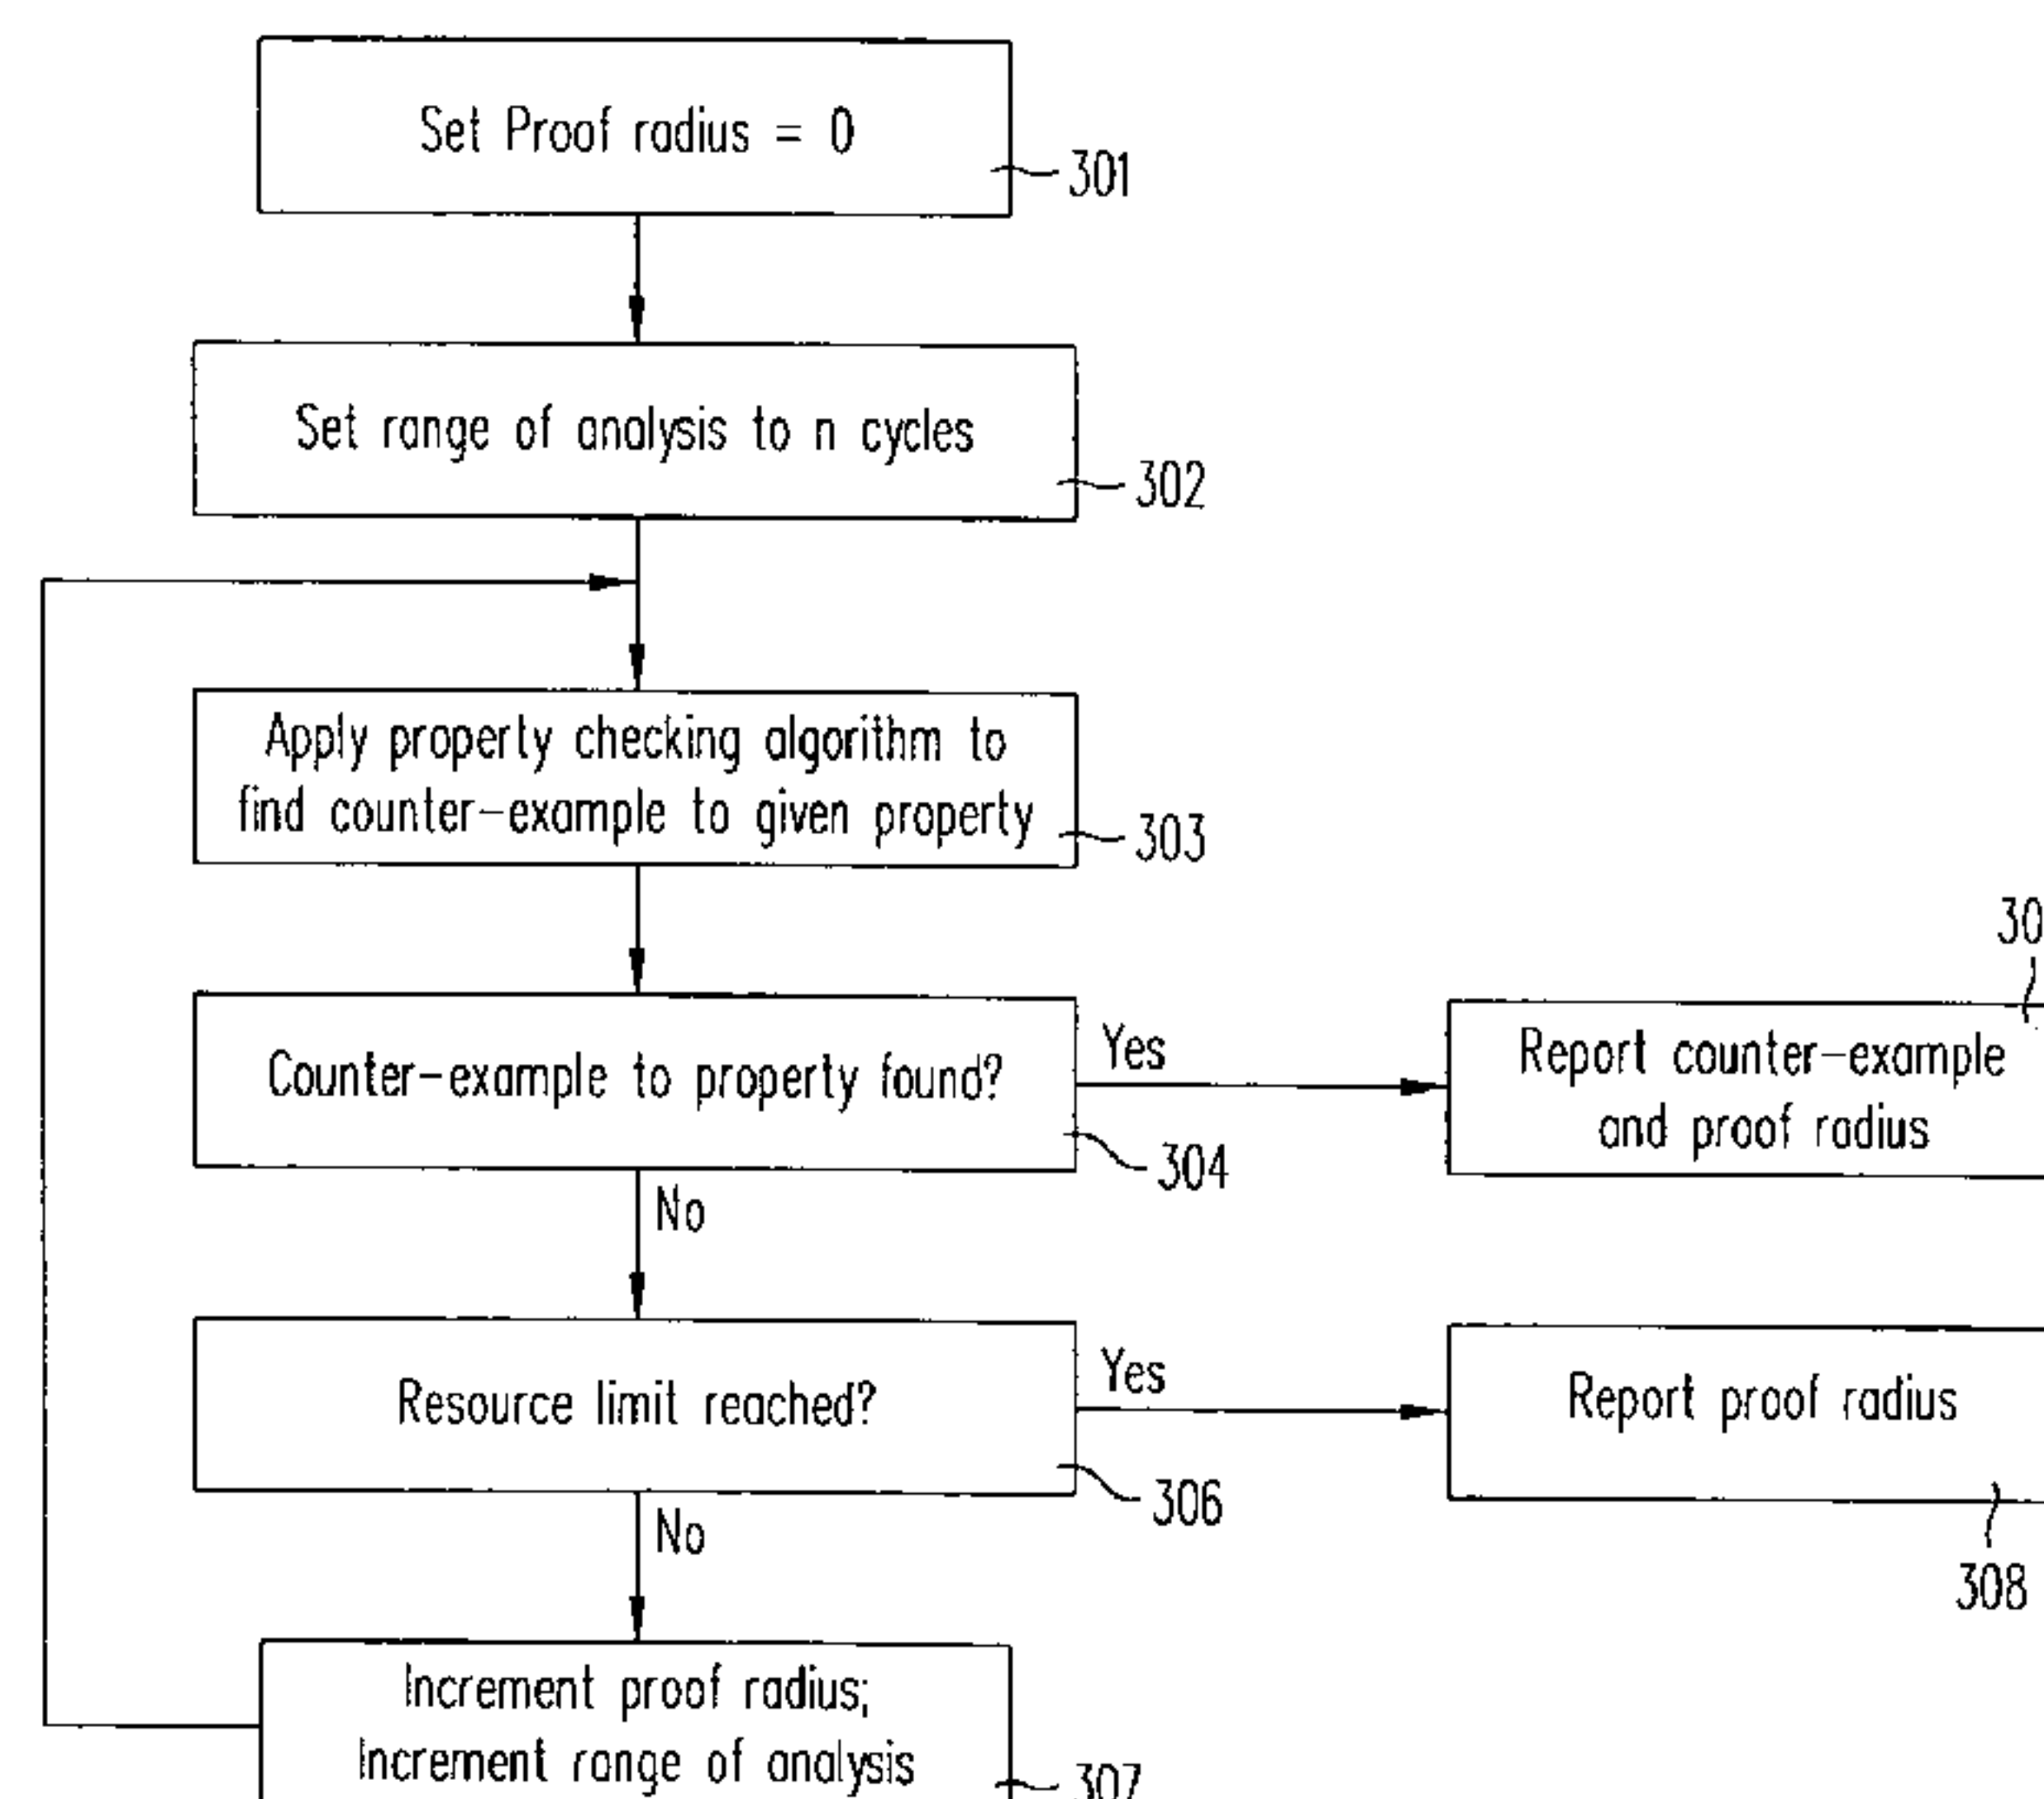 Set Proof radius = 0
301
Set range of analysis to n cycles
302
Apply property checking algorithm to
find counter-example to given property
303
Counter-example to property found?
304
Yes
30
Report counter-example
and proof radius
No
Resource limit reached?
306
Yes
Report proof radius
308
No
Increment proof radius;
Increment range of analysis
307